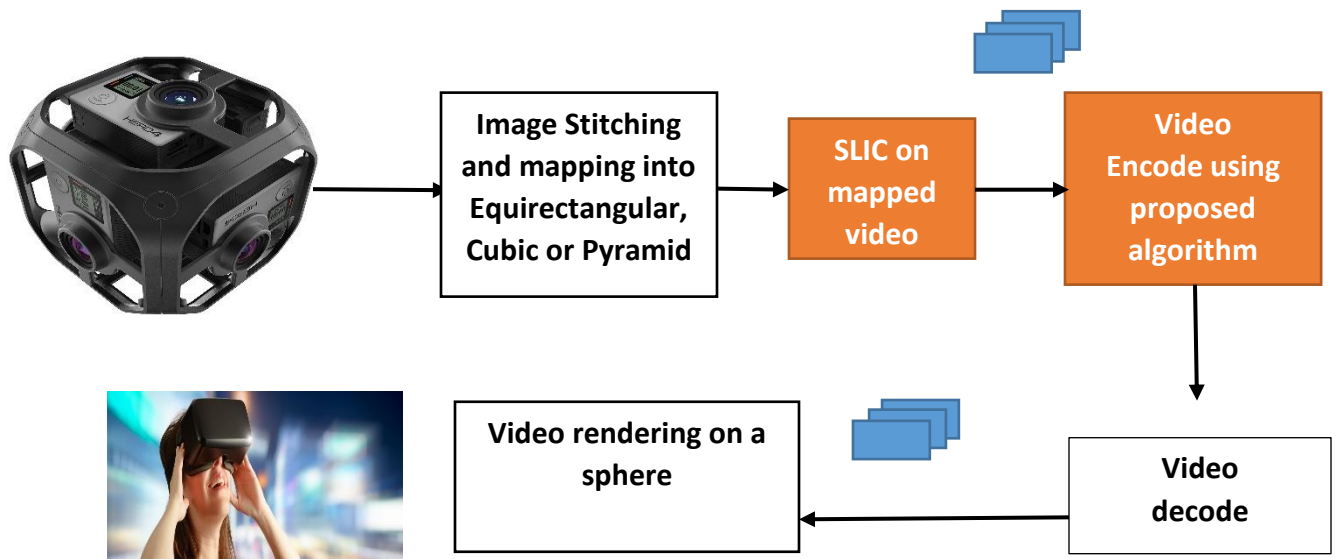 Image Stitching
and mapping into
Equirectangular,
Cubic or Pyramid
SLIC on
mapped
video
Video
Encode using
proposed
algorithm
HERO4
Video rendering on a
sphere
Video
decode